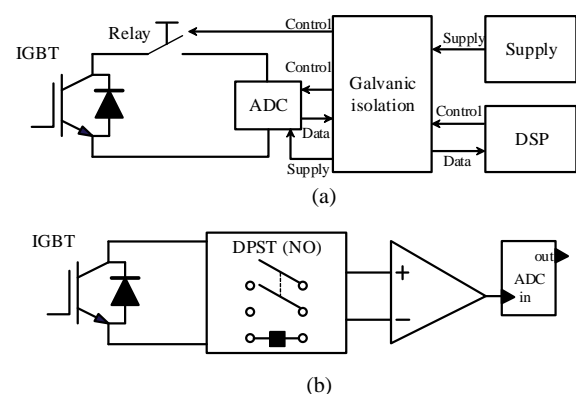 Relay
Control
IGBT
Supply
Supply
Control
ADC
Galvanic
isolation
Control
Data
DSP
Data
Supply
(a)
IGBT
DPST (NO)
out
ADC
in
+
−
(b)